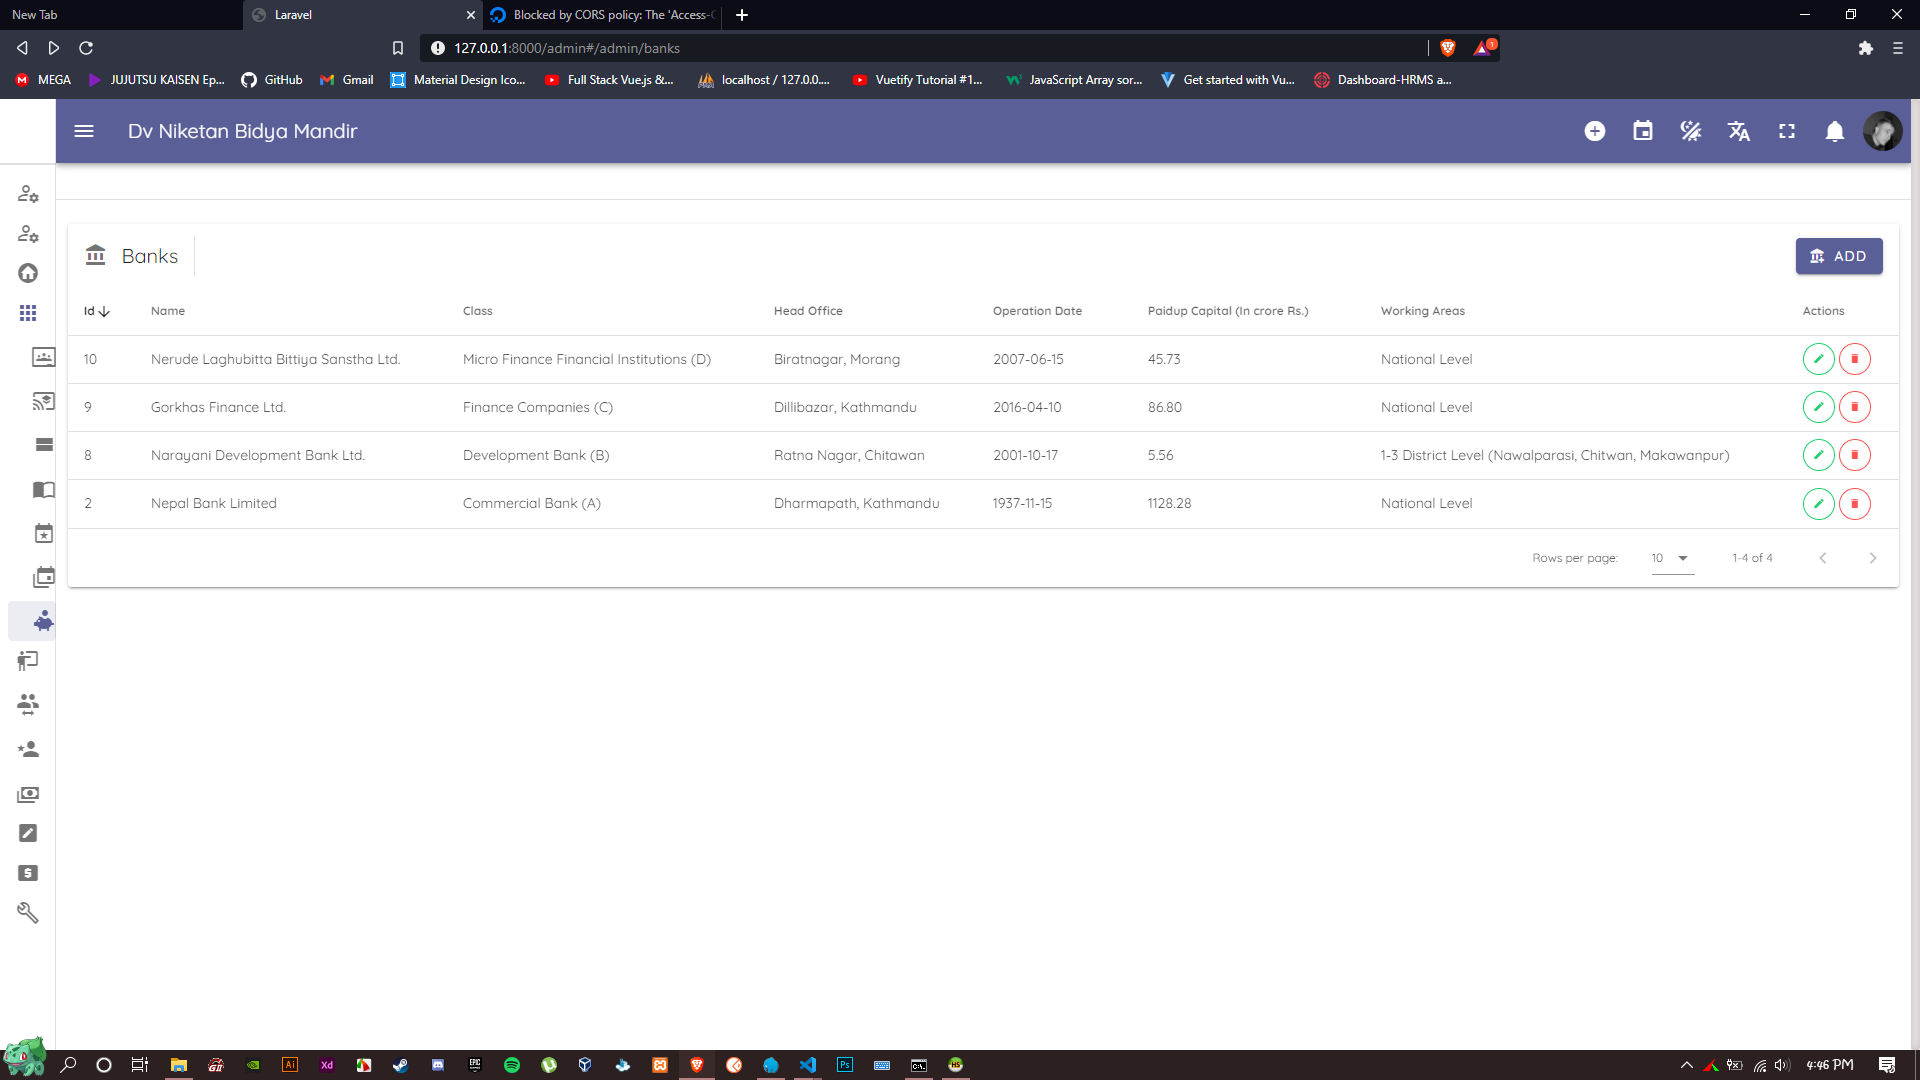 New Tab
Laravel
Blocked by CORS policy: The 'Access-C
127.0.0.1:8000/admin#/admin/banks
1
MEGA
JUJUTSU KAISEN Ep...
GitHub
Gmail
Material Design Ico...
Full Stack Vue.js &...
localhost / 127.0.0....
Vuetify Tutorial #1...
JavaScript Array sor...
Get started with Vu...
Dashboard-HRMS a...
Dv Niketan Bidya Mandir
Banks
ADD
Id Name Class Head Office Operation Date Paidup Capital (In crore Rs.) Working Areas Actions
10 Nerude Laghubitta Bittiya Sanstha Ltd. Micro Finance Financial Institutions (D) Biratnagar, Morang 2007-06-15 45.73 National Level
9 Gorkhas Finance Ltd. Finance Companies (C) Dillibazar, Kathmandu 2016-04-10 86.80 National Level
8 Narayani Development Bank Ltd. Development Bank (B) Ratna Nagar, Chitawan 2001-10-17 5.56 1-3 District Level (Nawalparasi, Chitwan, Makawanpur)
2 Nepal Bank Limited Commercial Bank (A) Dharmapath, Kathmandu 1937-11-15 1128.28 National Level
Rows per page: 10 1-4 of 4
Ai
Xd
EPIC
Ps
C:\
HS
4:46 PM